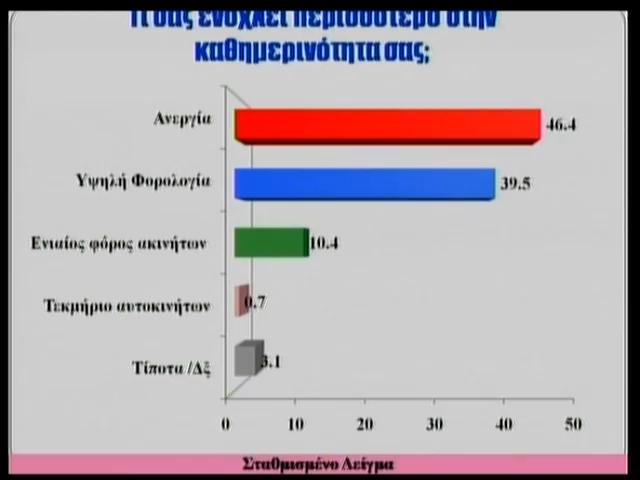 Τι σας ενοχλεί περισσότερο στην
καθημερινότητα σας;
Ανεργία
46.4
Υψηλή Φορολογία
39.5
Ενιαίος φόρος ακινήτων
10.4
Τεκμήριο αυτοκινήτων
0.7
Τίποτα /Δξ
3.1
0 10 20 30 40 50
Σταθμισμένο Δείγμα